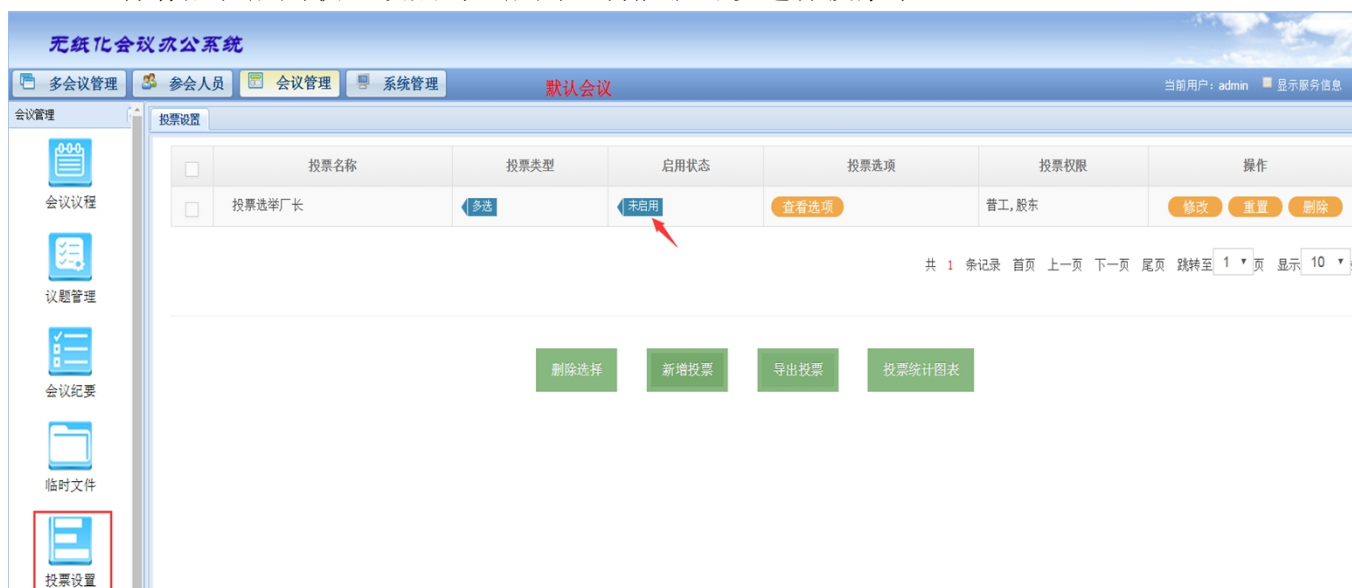 无纸化会议办公系统
多会议管理 参会人员 会议管理 系统管理 默认会议 当前用户: admin 显示服务信息
会议管理 投票设置
投票名称 投票类型 启用状态 投票选项 投票权限 操作
投票选举厂长 多选 未启用 查看选项 普工,股东 修改 重置 删除
共 1 条记录 首页 上一页 下一页 尾页 跳转至 1 页 显示 10
删除选择 新增投票 导出投票 投票统计图表
会议议程
议题管理
会议纪要
临时文件
投票设置